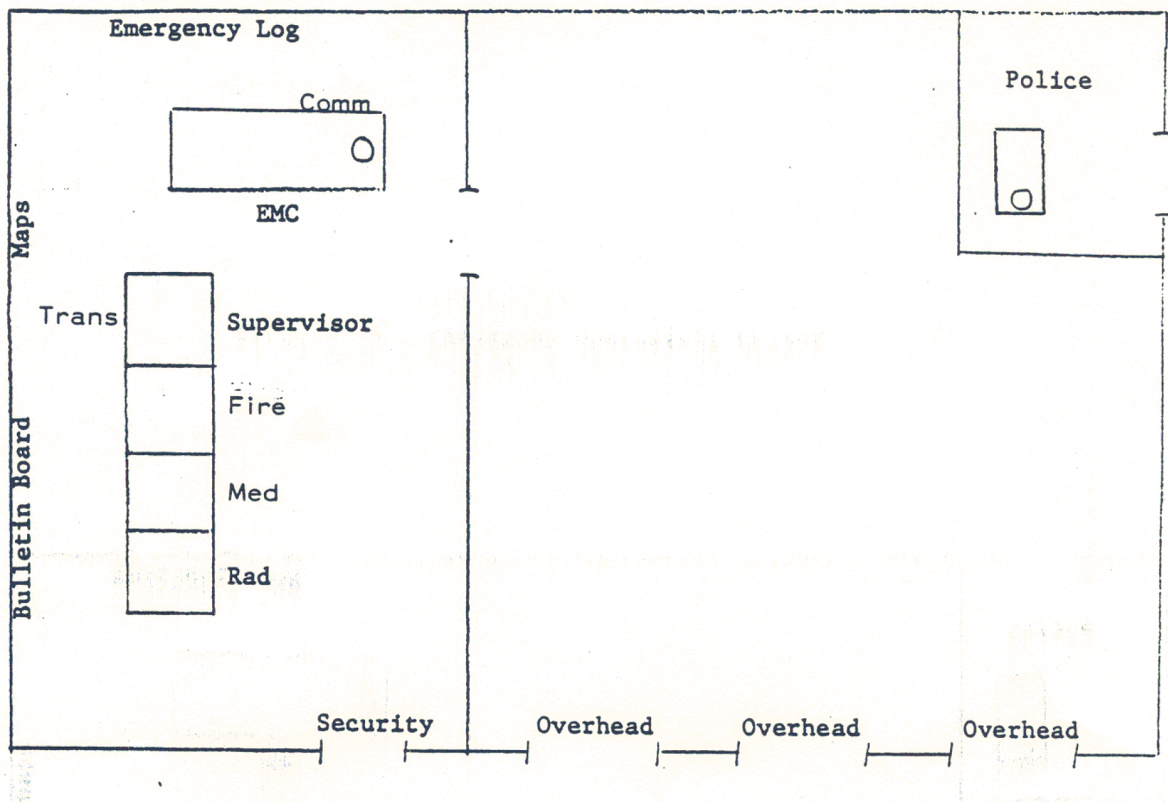 Emergency Log
Police
Comm
EMC
Maps
Trans
Supervisor
Fire
Med
Bulletin Board
Rad
Security
Overhead
Overhead
Overhead